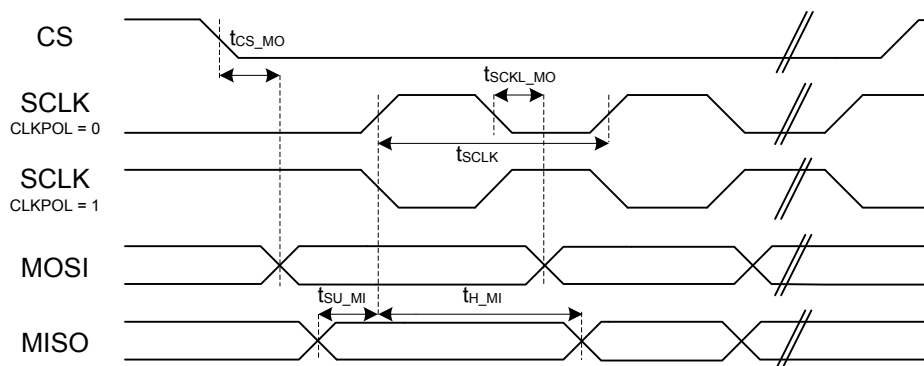 CS
tCS_MO
tSCKL_MO
SCLK
CLKPOL = 0
tSCLK
SCLK
CLKPOL = 1
MOSI
tSU_MI
tH_MI
MISO